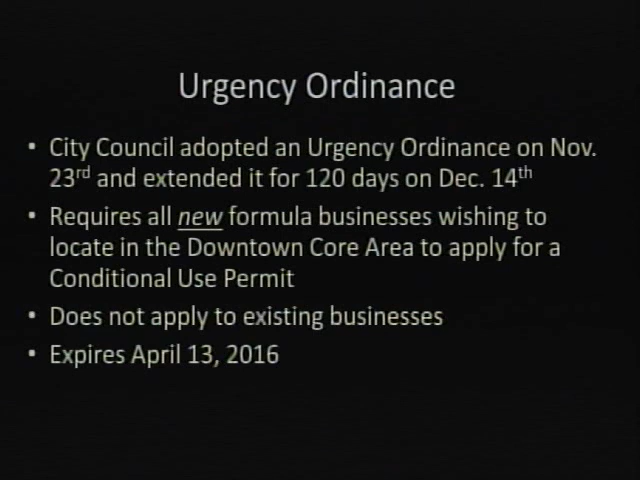 Urgency Ordinance
• City Council adopted an Urgency Ordinance on Nov.
23rd and extended it for 120 days on Dec. 14th
• Requires all new formula businesses wishing to
locate in the Downtown Core Area to apply for a
Conditional Use Permit
• Does not apply to existing businesses
• Expires April 13, 2016